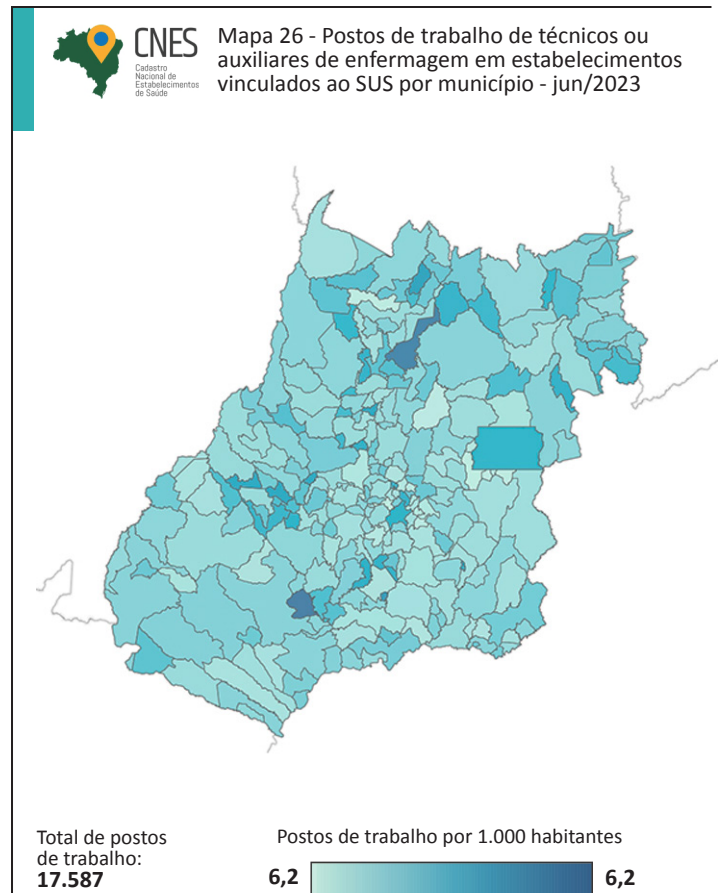 CNES
Cadastro
Nacional de
Estabelecimentos
de Saúde
Mapa 26 - Postos de trabalho de técnicos ou
auxiliares de enfermagem em estabelecimentos
vinculados ao SUS por município - jun/2023
Total de postos
de trabalho:
17.587
Postos de trabalho por 1.000 habitantes
6,2 6,2